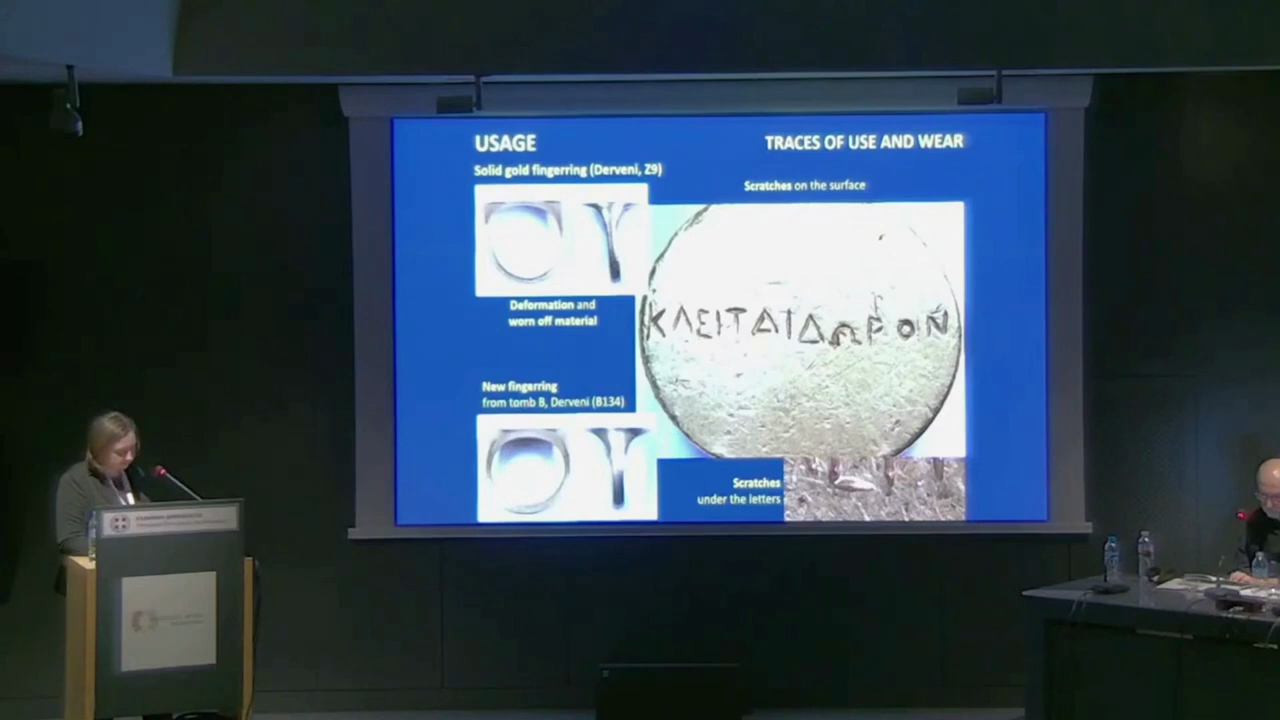 USAGE
TRACES OF USE AND WEAR
Solid gold fingerring (Derveni, Z9)
Scratches on the surface
Deformation and
worn off material
ΚΛΕΙΤΑΙΔΩΡΟΝ
New fingerring
from tomb B, Derveni (B134)
Scratches
under the letters